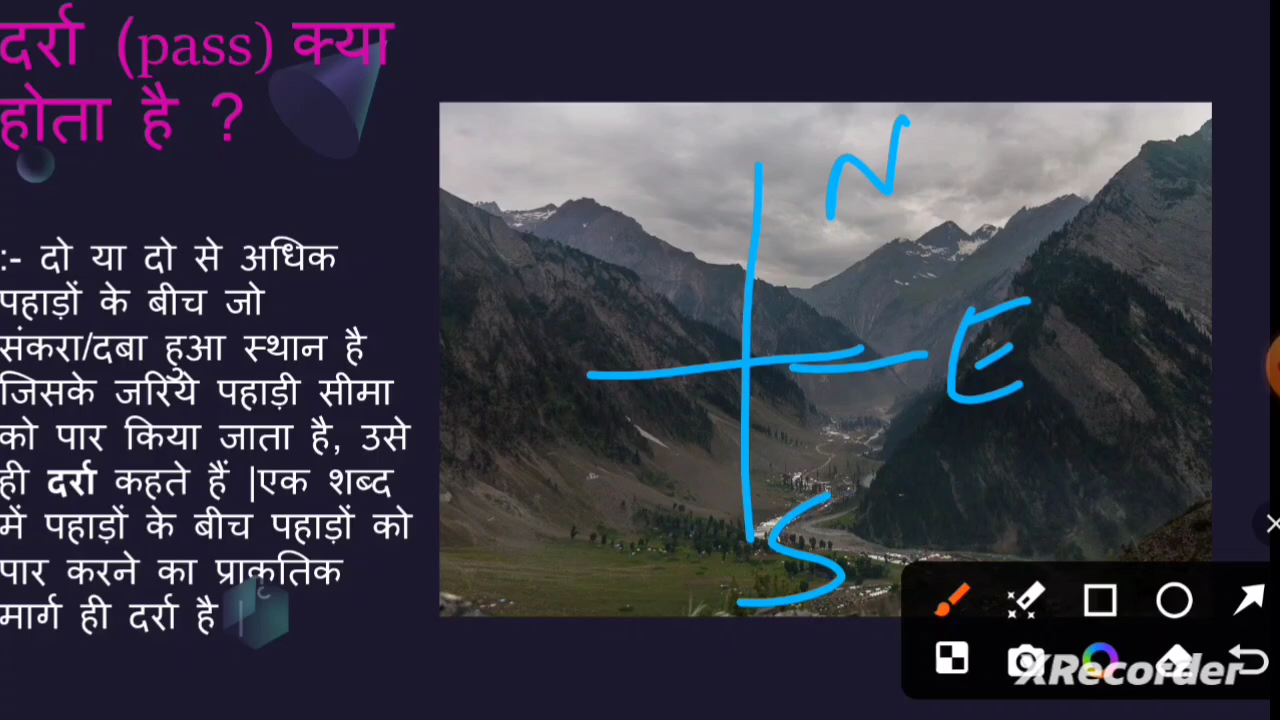 दर्रा (pass) क्या
होता है ?
:- दो या दो से अधिक
पहाड़ों के बीच जो
संकरा/दबा हुआ स्थान है
जिसके जरिये पहाड़ी सीमा
को पार किया जाता है, उसे
ही दर्रा कहते हैं |एक शब्द
में पहाड़ों के बीच पहाड़ों को
पार करने का प्राकृतिक
मार्ग ही दर्रा है |
N
E
S
XRecorder